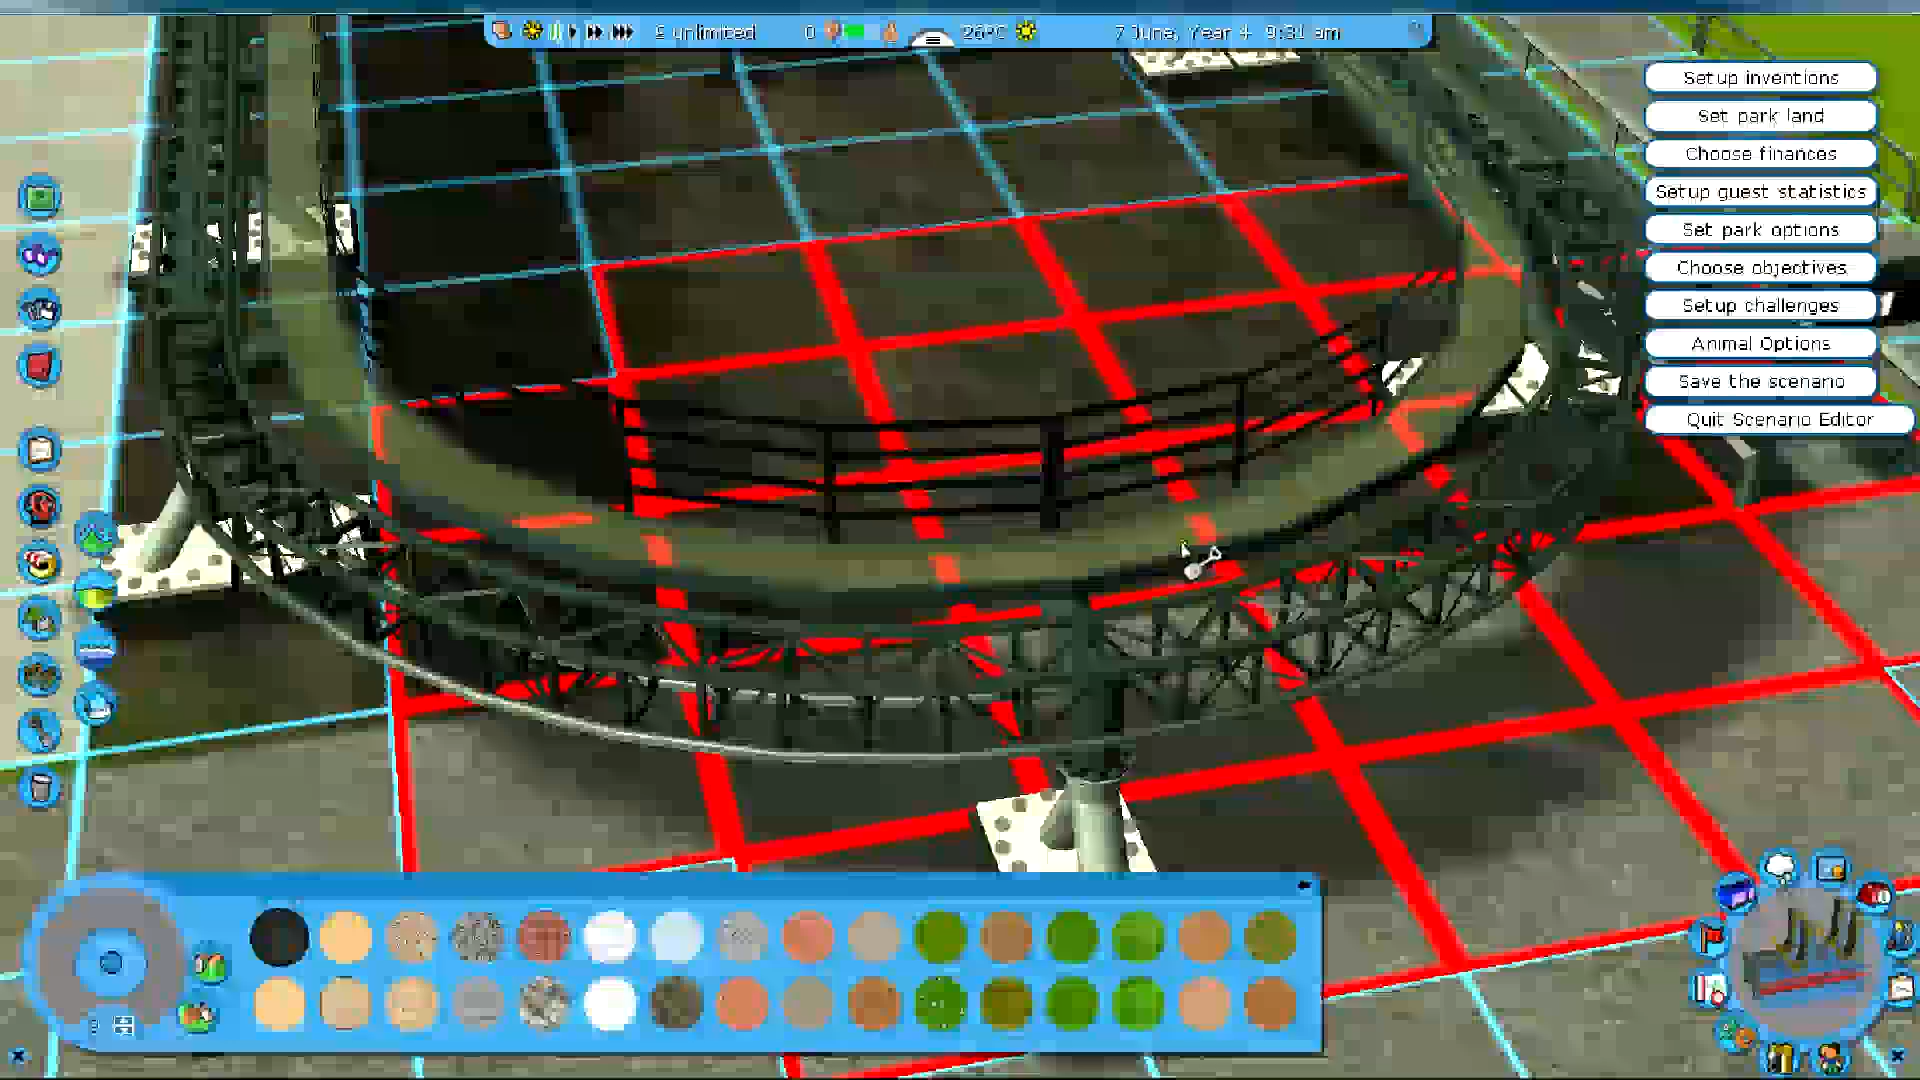 £ unlimited 0 26ºC 7 June, Year 4 9:31 am
Setup inventions
Set park land
Choose finances
Setup guest statistics
Set park options
Choose objectives
Setup challenges
Animal Options
Save the scenario
Quit Scenario Editor